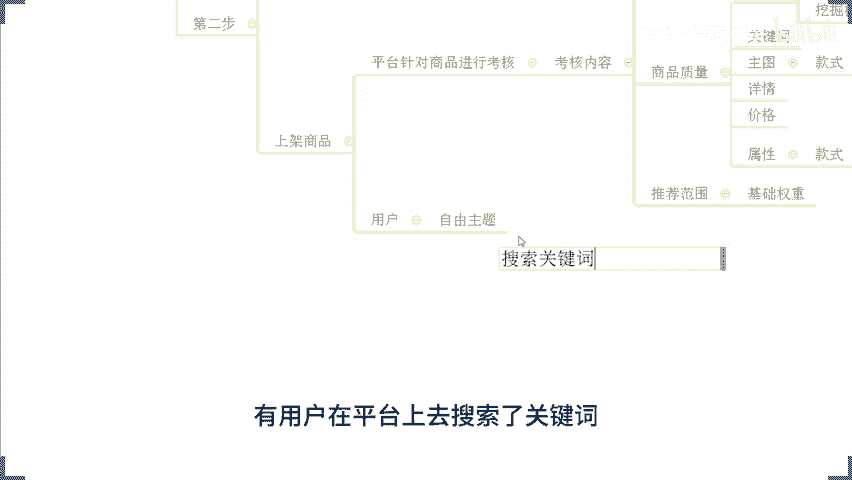 挖掘
第二步
关键词
平台针对商品进行考核
考核内容
商品质量
主图
款式
详情
价格
上架商品
属性
款式
推荐范围
基础权重
用户
自由主题
搜索关键词
有用户在平台上去搜索了关键词